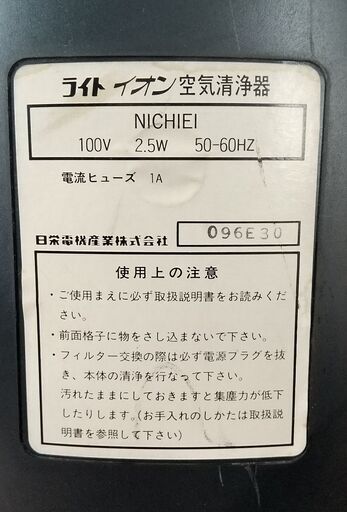 ライト イオン空気清浄器
NICHIEI
100V 2.5W 50-60HZ
電流ヒューズ 1A
日栄電機産業株式会社 096E30
使用上の注意
・ご使用まえに必ず取扱説明書をお読みくだ
さい。
・前面格子に物をさし込まないで下さい。
・フィルター交換の際は必ず電源プラグを抜
き、本体の清浄を行なって下さい。
汚れたままにしておきますと集塵力が低下
したりします。(お手入れのしかたは取扱説
明書を参照して下さい)